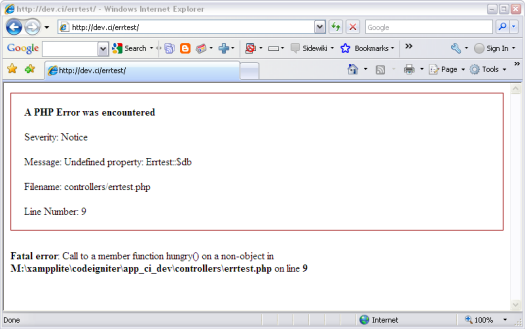 http://dev.ci/errtest/ - Windows Internet Explorer
http://dev.ci/errtest/
Google
Google
Search
Sidewiki
Bookmarks
Sign In
http://dev.ci/errtest/
Page
Tools
A PHP Error was encountered
Severity: Notice
Message: Undefined property: Errtest::$db
Filename: controllers/errtest.php
Line Number: 9
Fatal error: Call to a member function hungry() on a non-object in
M:\xampplite\codeigniter\app_ci_dev\controllers\errtest.php on line 9
Done
Internet
100%